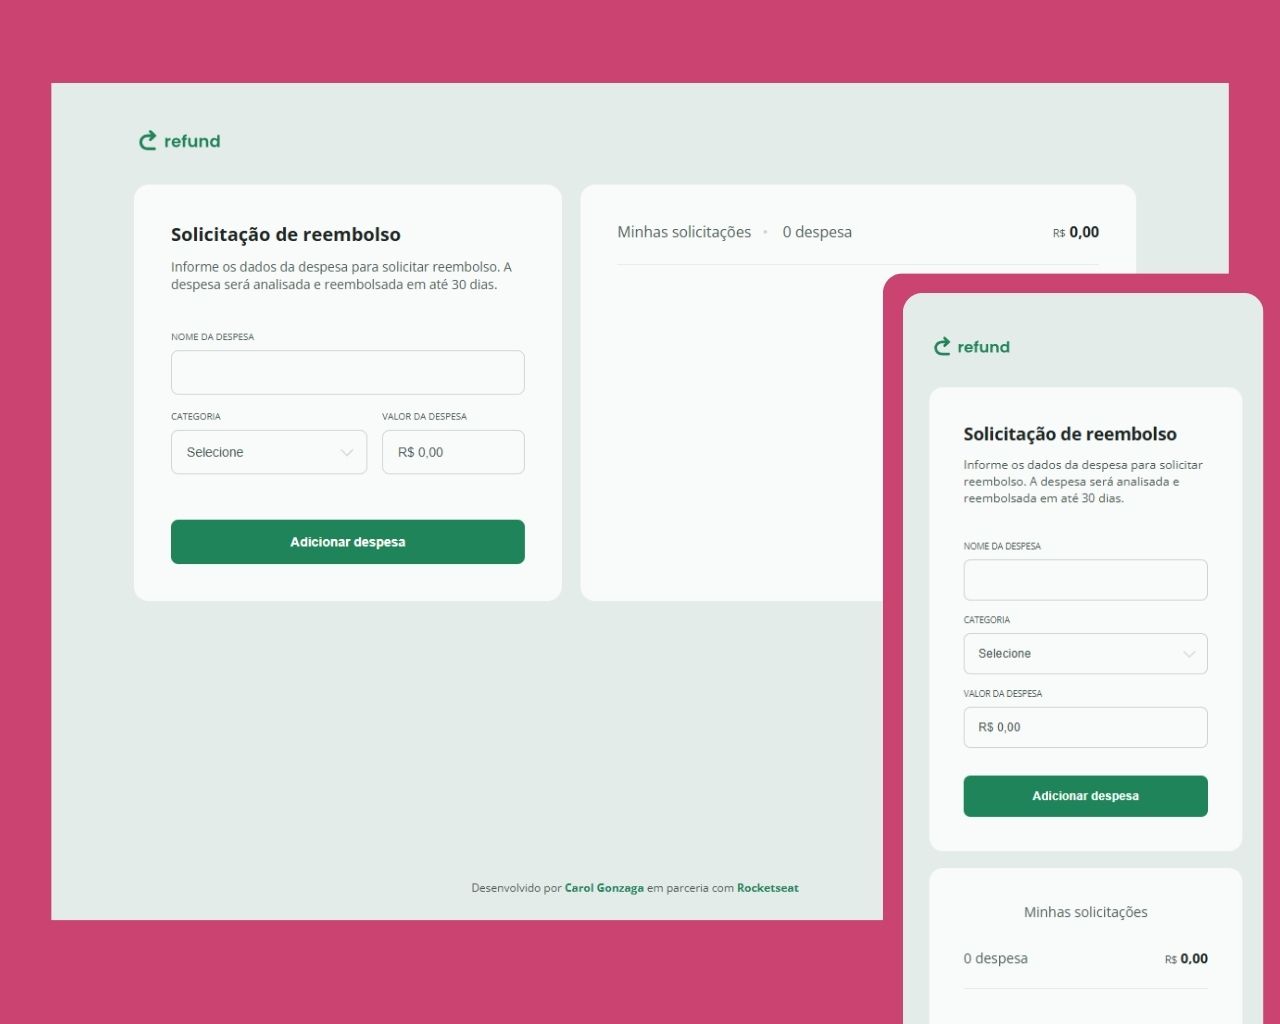 refund
Solicitação de reembolso
Informe os dados da despesa para solicitar reembolso. A
despesa será analisada e reembolsada em até 30 dias.
NOME DA DESPESA
CATEGORIA
VALOR DA DESPESA
Selecione
R$ 0,00
Adicionar despesa
Minhas solicitações • 0 despesa
R$ 0,00
Desenvolvido por Carol Gonzaga em parceria com Rocketseat
refund
Solicitação de reembolso
Informe os dados da despesa para solicitar
reembolso. A despesa será analisada e
reembolsada em até 30 dias.
NOME DA DESPESA
CATEGORIA
Selecione
VALOR DA DESPESA
R$ 0,00
Adicionar despesa
Minhas solicitações
0 despesa
R$ 0,00